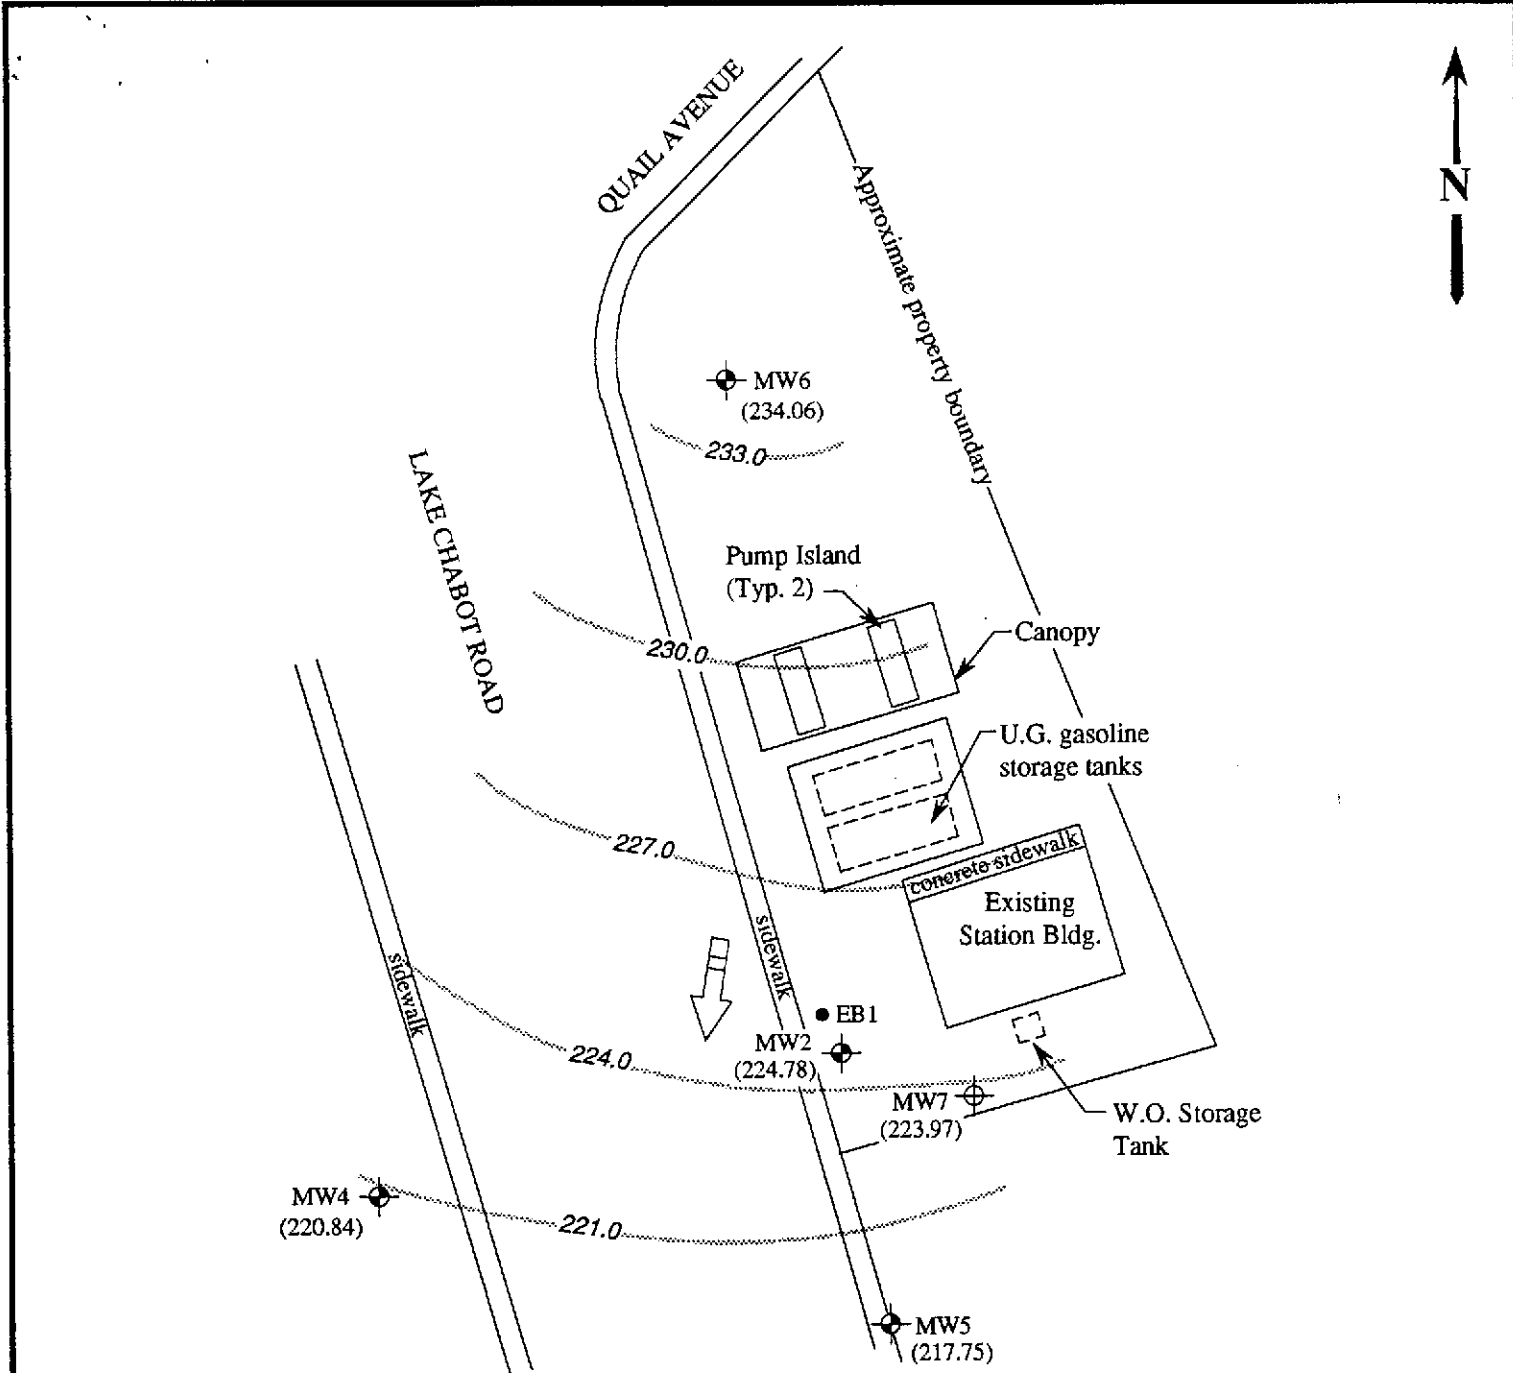 QUAIL AVENUE
N
Approximate property boundary
MW6
(234.06)
233.0
LAKE CHABOT ROAD
Pump Island
(Typ. 2)
Canopy
230.0
U.G. gasoline
storage tanks
227.0
concrete sidewalk
Existing
Station Bldg.
sidewalk
sidewalk
EB1
MW2
(224.78)
224.0
MW7
(223.97)
W.O. Storage
Tank
MW4
(220.84)
221.0
MW5
(217.75)